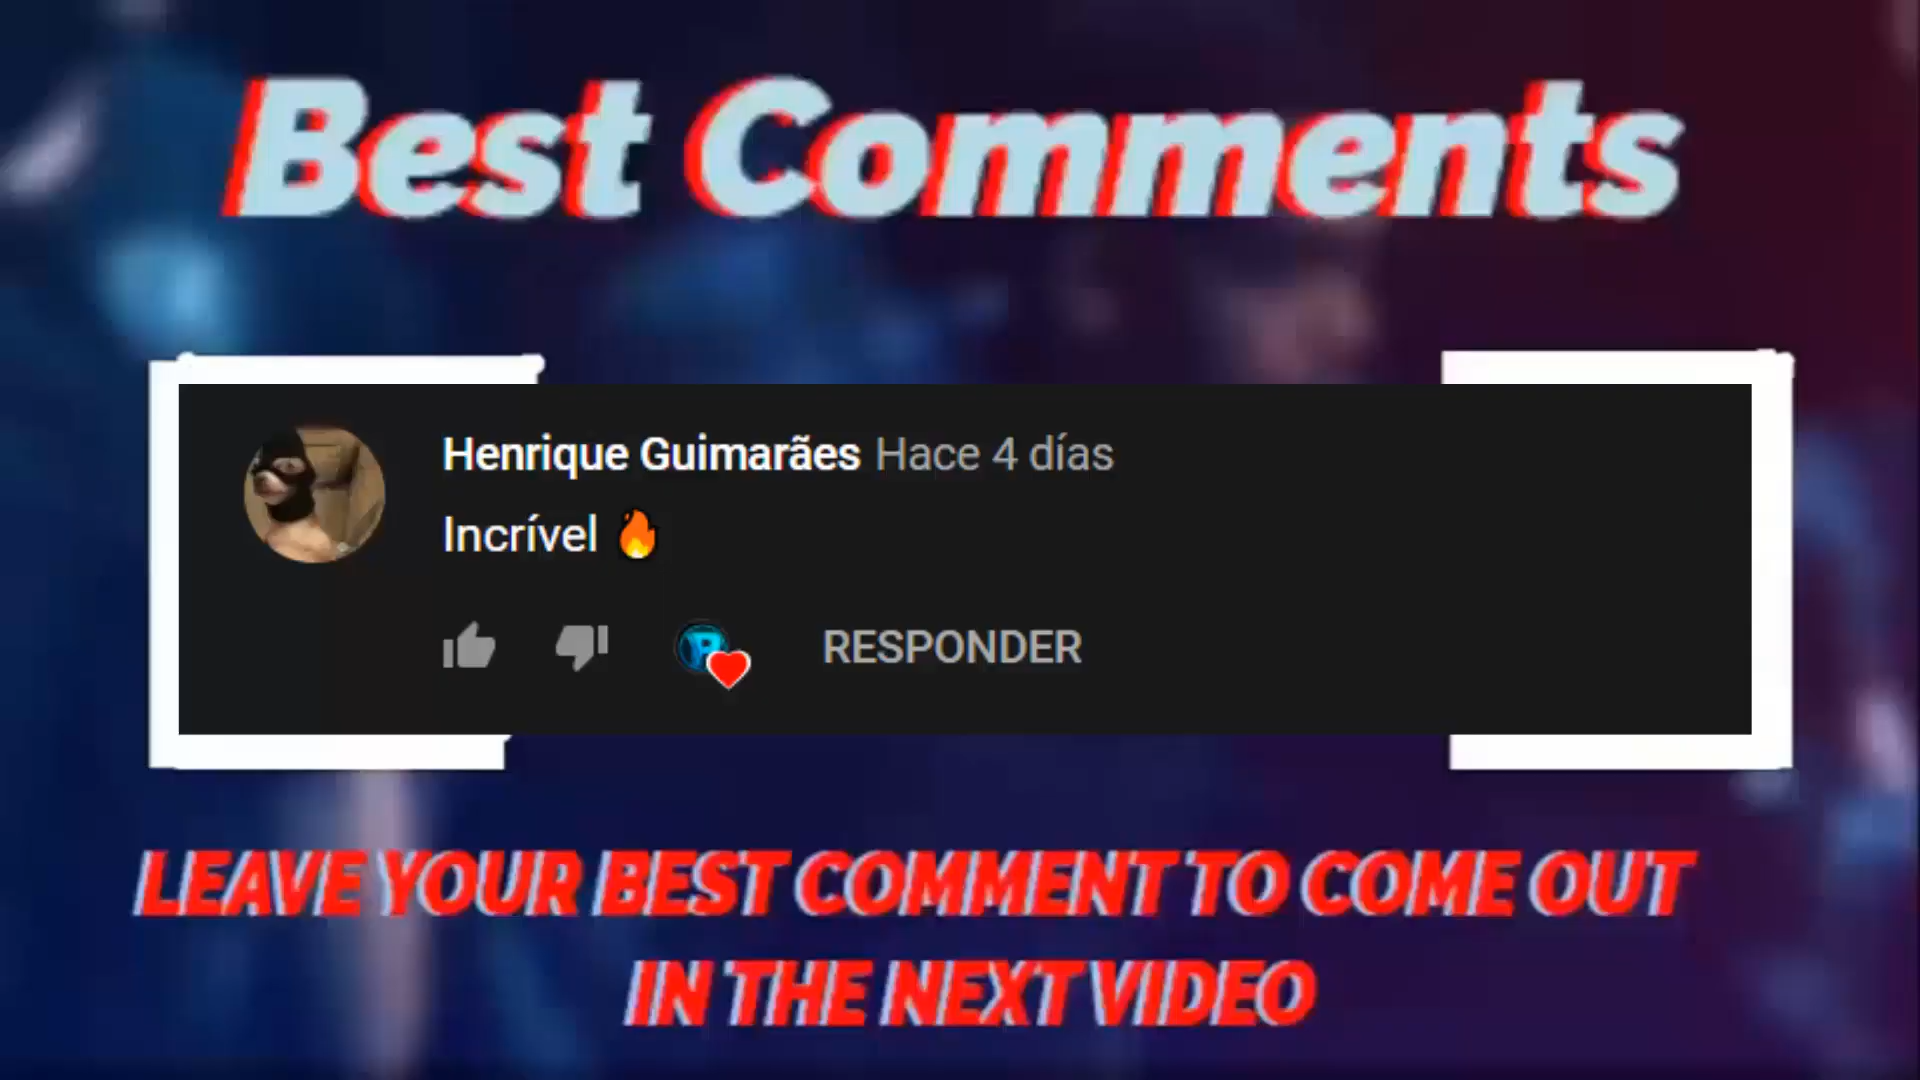 Best Comments
Henrique Guimarães Hace 4 días
Incrível 🔥
RESPONDER
LEAVE YOUR BEST COMMENT TO COME OUT
IN THE NEXT VIDEO